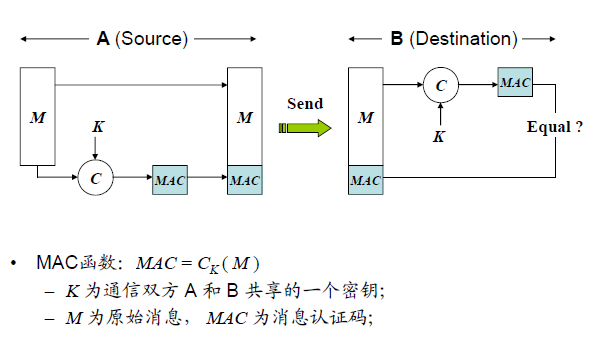 A (Source)
B (Destination)
M
K
C
MAC
M
MAC
Send
M
MAC
C
K
MAC
Equal ?
• MAC函数：MAC = CK ( M )
– K 为通信双方 A 和 B 共享的一个密钥;
– M 为原始消息， MAC 为消息认证码;